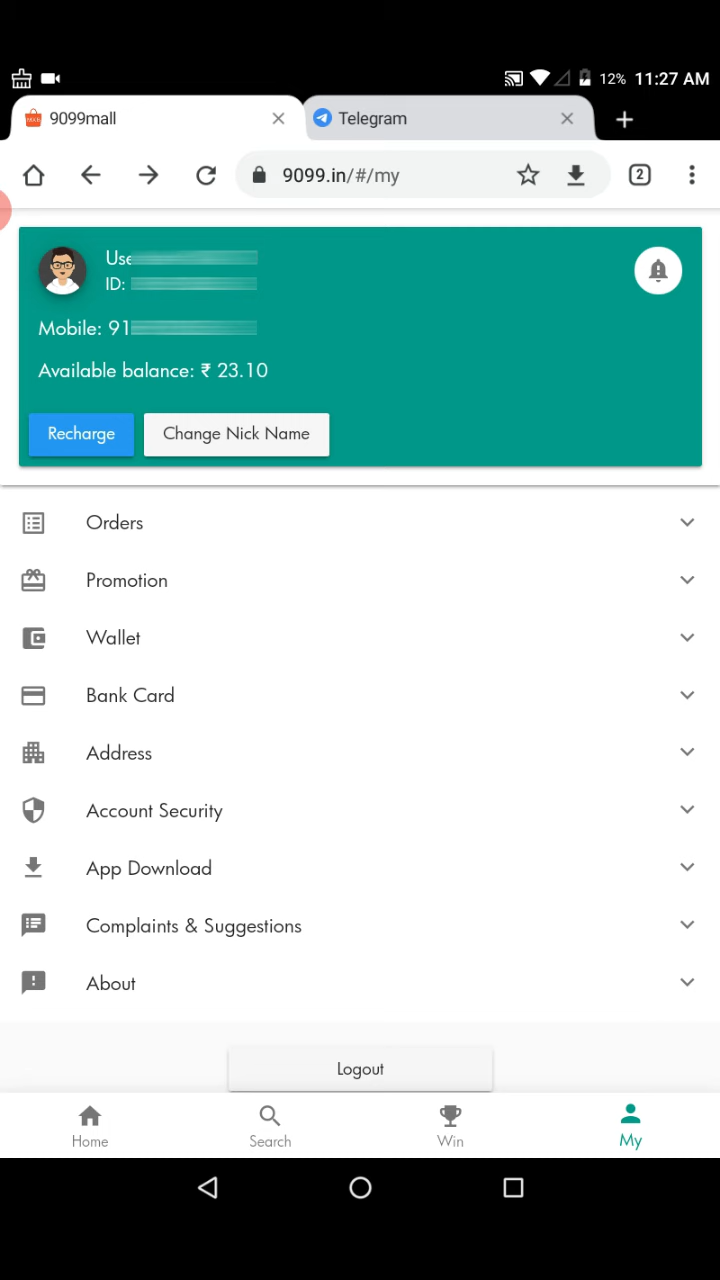 12% 11:27 AM
9099mall
Telegram
9099.in/#/my
2
Use
ID:
Mobile: 91
Available balance: ₹ 23.10
Recharge
Change Nick Name
Orders
Promotion
Wallet
Bank Card
Address
Account Security
App Download
Complaints & Suggestions
About
Logout
Home
Search
Win
My